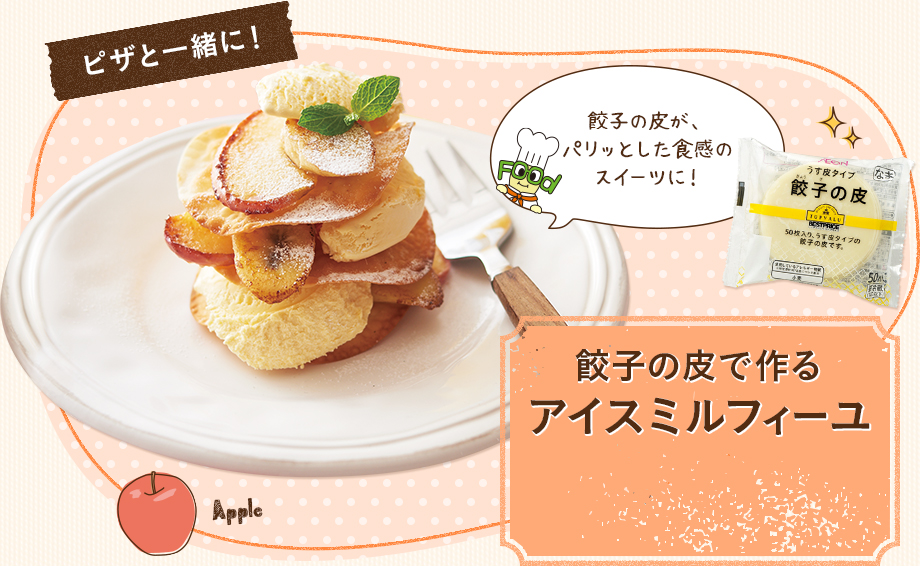 ピザと一緒に！
餃子の皮が、
パリッとした食感の
スイーツに！
Food
ÆON
うす皮タイプ
なま
餃子の皮
TOPVALU
BESTPRICE
50枚入り、うす皮タイプの
餃子の皮です。
小麦
餃子の皮で作る
アイスミルフィーユ
Apple